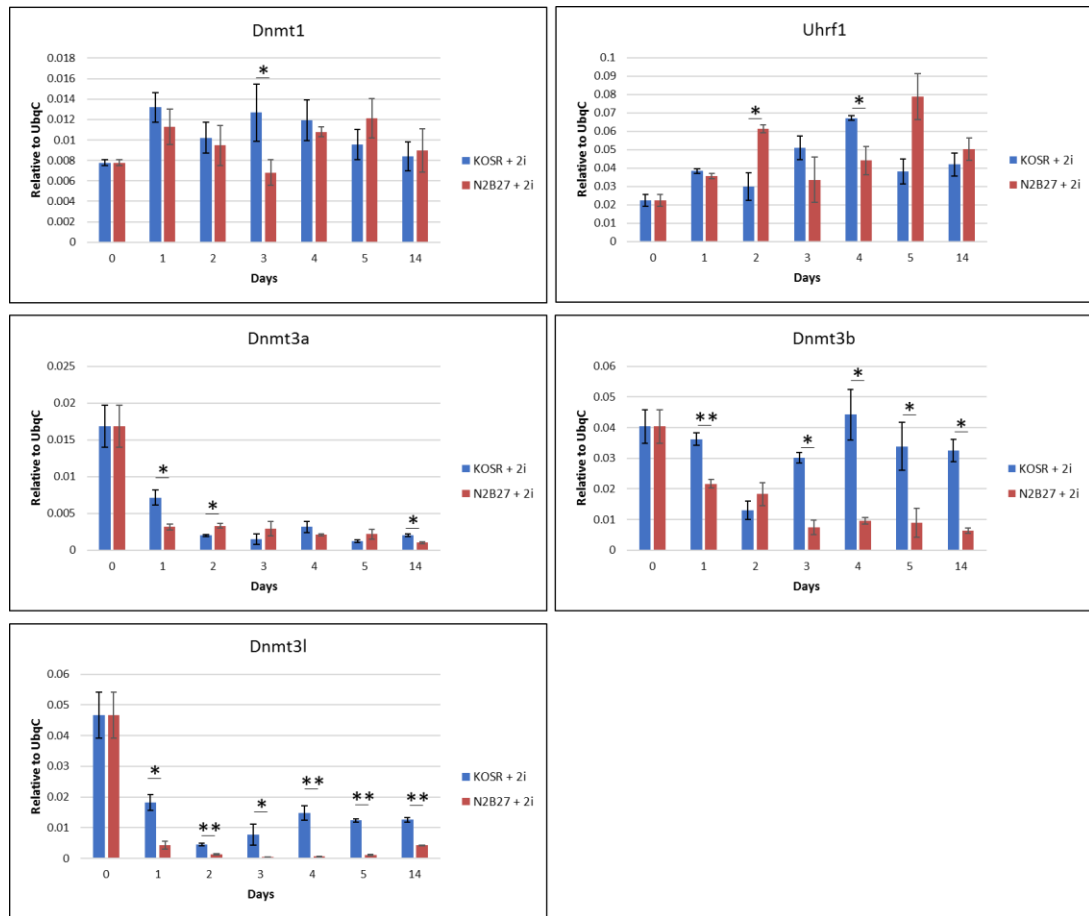 Dnmt1
Relative to UbqC
0.018
0.016
0.014
0.012
0.01
0.008
0.006
0.004
0.002
0
*
0 1 2 3 4 5 14
Days
KOSR + 2i
N2B27 + 2i
Uhrf1
Relative to UbqC
0.1
0.09
0.08
0.07
0.06
0.05
0.04
0.03
0.02
0.01
0
* *
0 1 2 3 4 5 14
Days
KOSR + 2i
N2B27 + 2i
Dnmt3a
Relative to UbqC
0.025
0.02
0.015
0.01
0.005
0
* * *
0 1 2 3 4 5 14
Days
KOSR + 2i
N2B27 + 2i
Dnmt3b
Relative to UbqC
0.06
0.05
0.04
0.03
0.02
0.01
0
** * * * *
0 1 2 3 4 5 14
Days
KOSR + 2i
N2B27 + 2i
Dnmt3l
Relative to UbqC
0.06
0.05
0.04
0.03
0.02
0.01
0
* ** * ** ** **
0 1 2 3 4 5 14
Days
KOSR + 2i
N2B27 + 2i